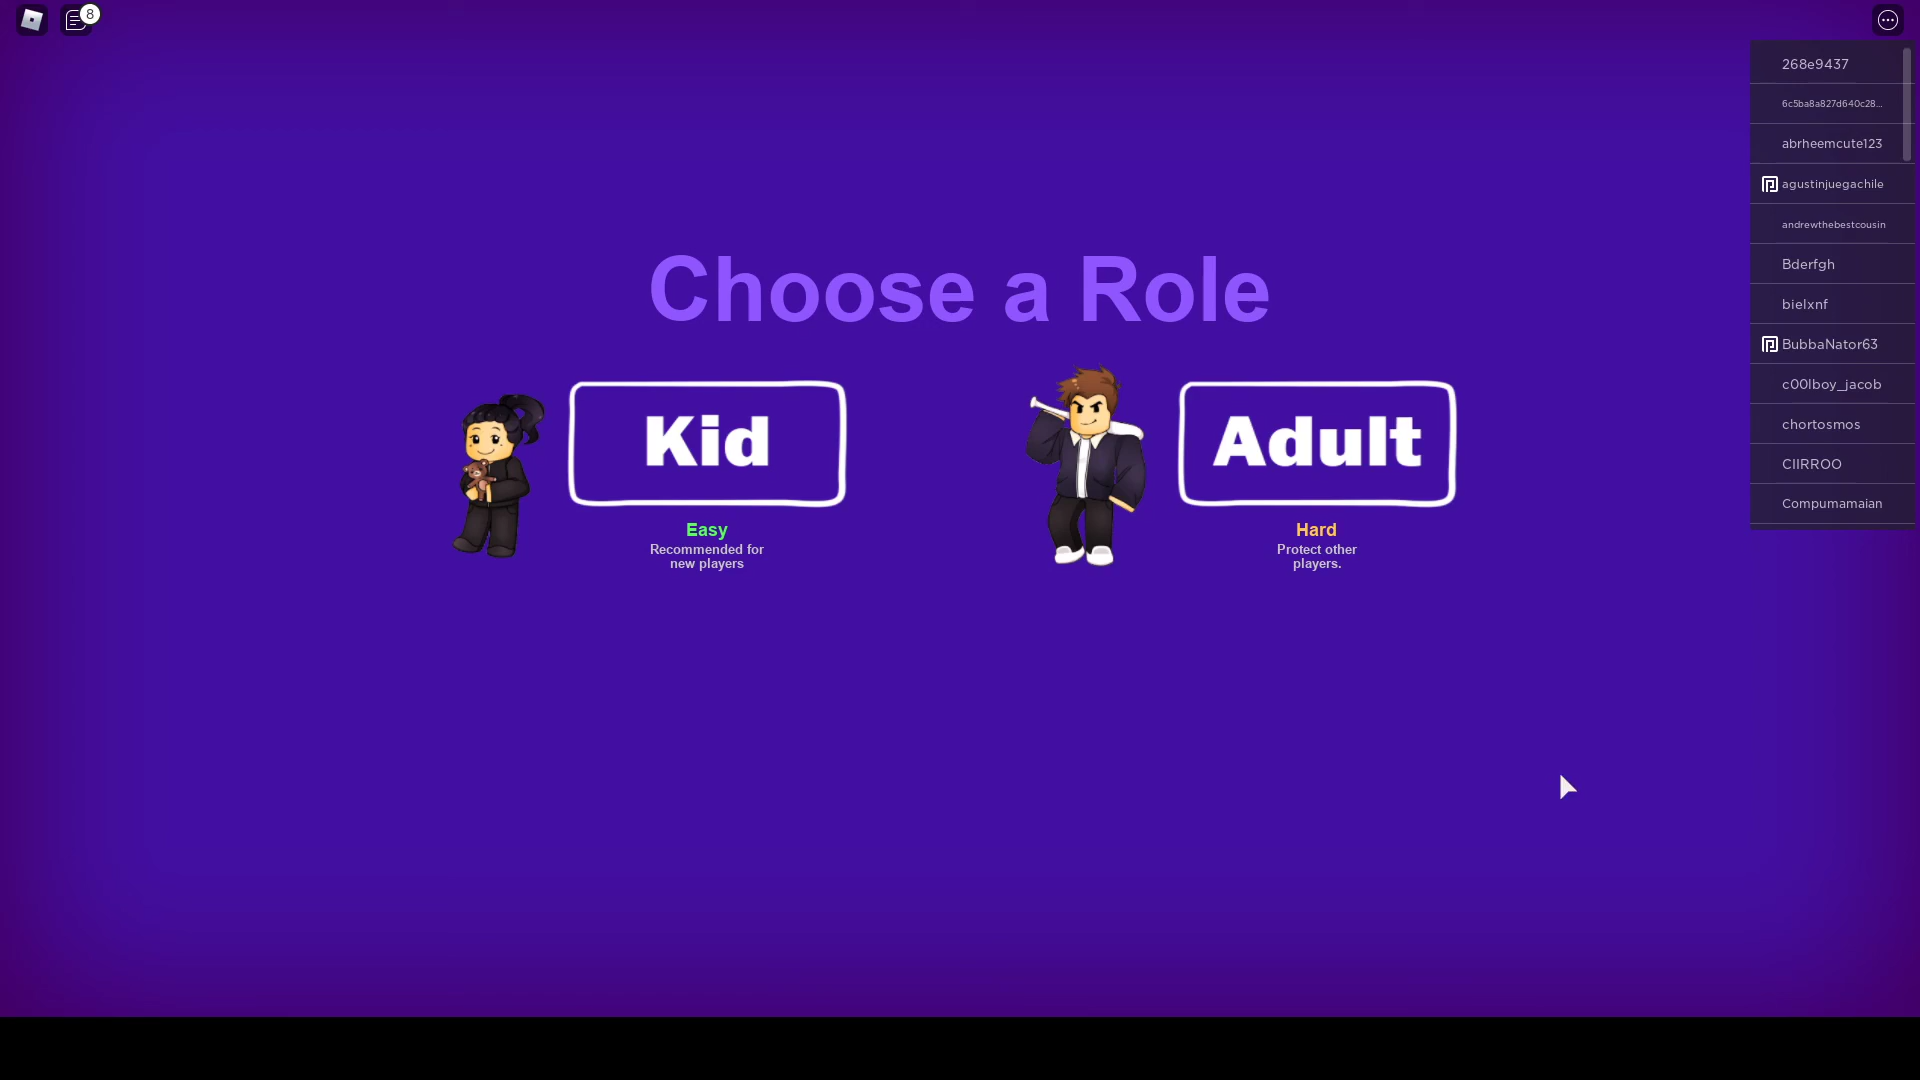 8
268e9437
6c5ba8a827d640c28...
abrheemcute123
agustinjuegachile
andrewthebestcousin
Bderfgh
bielxnf
BubbaNator63
c00lboy_jacob
chortosmos
CIIRROO
Compumamaian
Choose a Role
Kid
Easy
Recommended for
new players
Adult
Hard
Protect other
players.